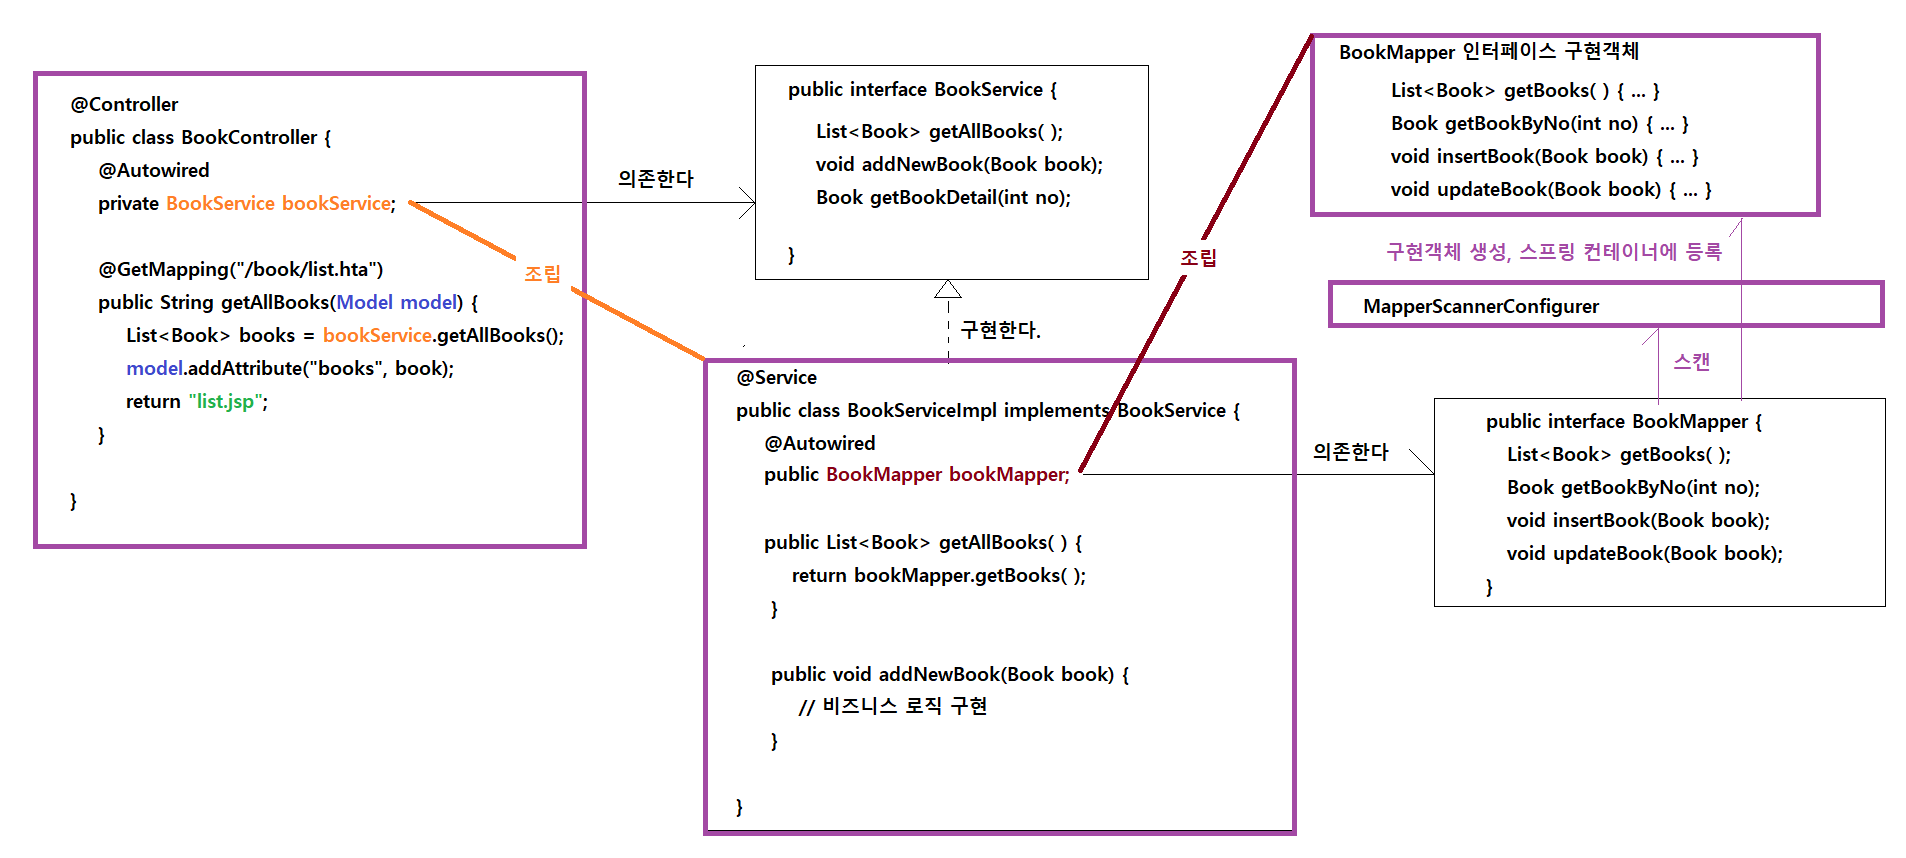 @Controller
public class BookController {
@Autowired
private BookService bookService;
@GetMapping("/book/list.hta")
public String getAllBooks(Model model) {
List<Book> books = bookService.getAllBooks();
model.addAttribute("books", book);
return "list.jsp";
}
}
의존한다
조립
public interface BookService {
List<Book> getAllBooks( );
void addNewBook(Book book);
Book getBookDetail(int no);
}
구현한다.
@Service
public class BookServiceImpl implements BookService {
@Autowired
public BookMapper bookMapper;
public List<Book> getAllBooks( ) {
return bookMapper.getBooks( );
}
public void addNewBook(Book book) {
// 비즈니스 로직 구현
}
}
조립
의존한다
BookMapper 인터페이스 구현객체
List<Book> getBooks( ) { ... }
Book getBookByNo(int no) { ... }
void insertBook(Book book) { ... }
void updateBook(Book book) { ... }
구현객체 생성, 스프링 컨테이너에 등록
MapperScannerConfigurer
스캔
public interface BookMapper {
List<Book> getBooks( );
Book getBookByNo(int no);
void insertBook(Book book);
void updateBook(Book book);
}